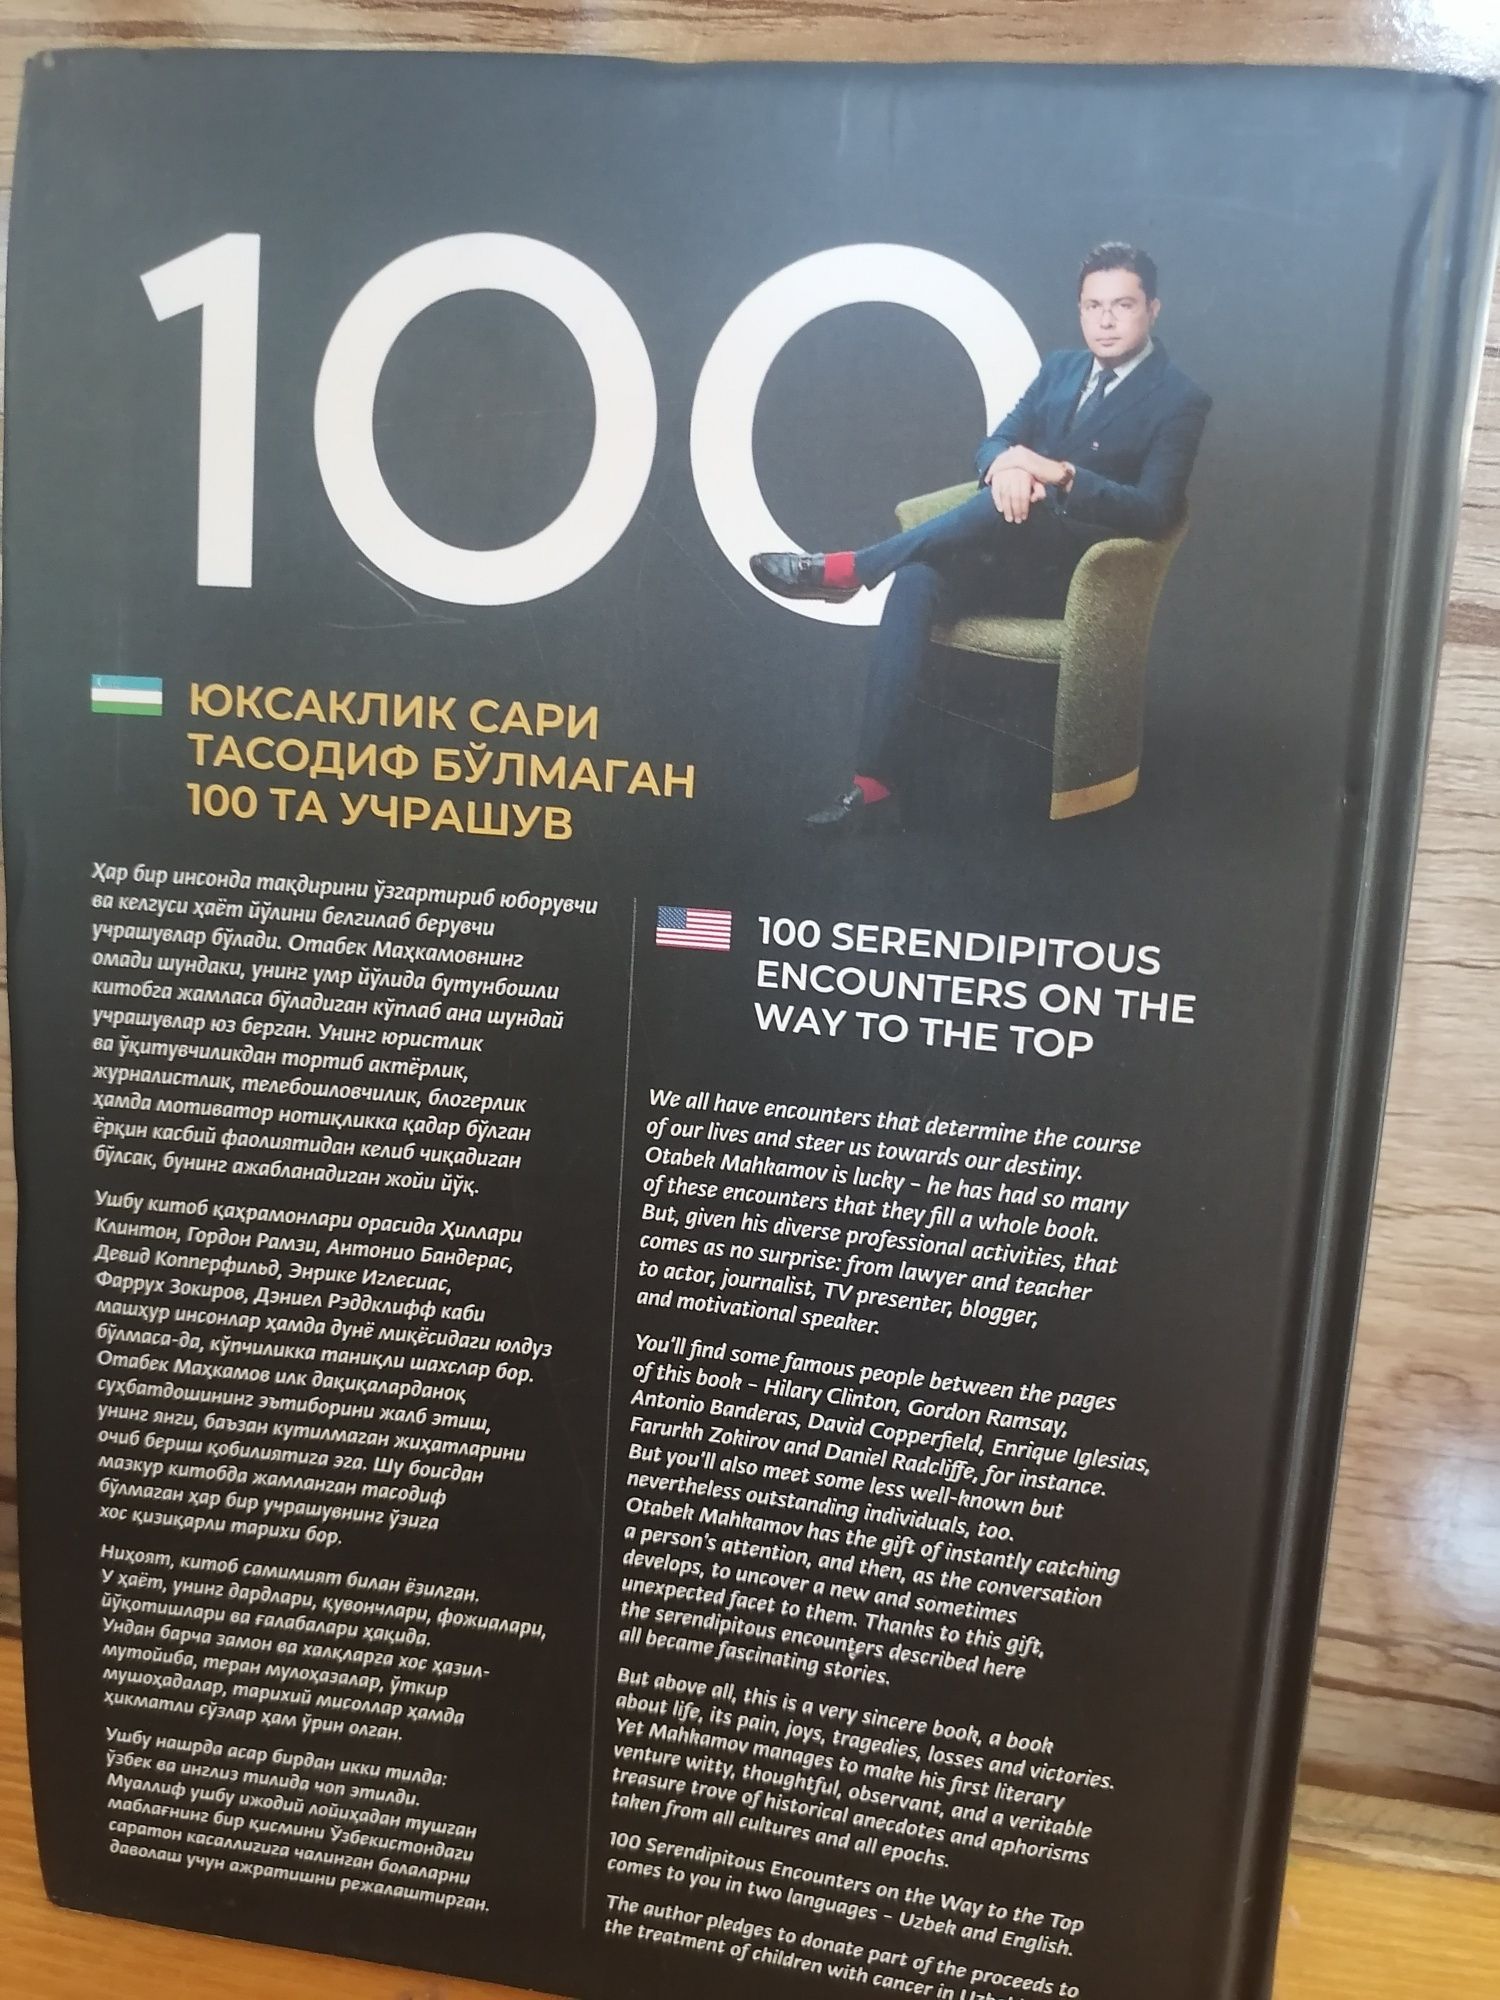 100
ЮКСАКЛИК САРИ
ТАСОДИФ БЎЛМАГАН
100 ТА УЧРАШУВ
Ҳар бир инсонда тақдирини ўзгартириб юборувчи
ва келгуси ҳаёт йўлини белгилаб берувчи
учрашувлар бўлади. Отабек Маҳкамовнинг
омади шундаки, унинг умр йўлида бутунбошли
китобга жамласа бўладиган кўплаб ана шундай
учрашувлар юз берган. Унинг юристлик
ва ўқитувчиликдан тортиб актёрлик,
журналистлик, телебошловчилик, блогерлик
ҳамда мотиватор нотиқликка қадар бўлган
ёрқин касбий фаолиятидан келиб чиқадиган
бўлсак, бунинг ажабланадиган жойи йўқ.
Ушбу китоб қаҳрамонлари орасида Ҳиллари
Клинтон, Гордон Рамзи, Антонио Бандерас,
Девид Копперфильд, Энрике Иглесиас,
Фаррух Зокиров, Дэниел Рэддклифф каби
машҳур инсонлар ҳамда дунё миқёсидаги юлдуз
бўлмаса-да, кўпчиликка таниқли шахслар бор.
Отабек Маҳкамов илк дақиқаларданоқ
суҳбатдошининг эътиборини жалб этиш,
унинг янги, баъзан кутилмаган жиҳатларини
очиб бериш қобилиятига эга. Шу боисдан
мазкур китобда жамланган тасодиф
бўлмаган ҳар бир учрашувнинг ўзига
хос қизиқарли тарихи бор.
Ниҳоят, китоб самимият билан ёзилган.
У ҳаёт, унинг дардлари, қувончлари, фожиалари,
йўқотишлари ва ғалабалари ҳақида.
Ундан барча замон ва халқларга хос ҳазил-
мутойиба, теран мулоҳазалар, ўткир
мушоҳадалар, тарихий мисоллар ҳамда
ҳикматли сўзлар ҳам ўрин олган.
Ушбу нашрда асар бирдан икки тилда:
ўзбек ва инглиз тилида чоп этилди.
Муаллиф ушбу ижодий лойиҳадан тушган
маблағнинг бир қисмини Ўзбекистондаги
саратон касаллигига чалинган болаларни
даволаш учун ажратишни режалаштирган.
100 SERENDIPITOUS
ENCOUNTERS ON THE
WAY TO THE TOP
We all have encounters that determine the course
of our lives and steer us towards our destiny.
Otabek Mahkamov is lucky – he has had so many
of these encounters that they fill a whole book.
But, given his diverse professional activities, that
comes as no surprise: from lawyer and teacher
to actor, journalist, TV presenter, blogger,
and motivational speaker.
You'll find some famous people between the pages
of this book – Hilary Clinton, Gordon Ramsay,
Antonio Banderas, David Copperfield, Enrique Iglesias,
Farurkh Zokirov and Daniel Radcliffe, for instance.
But you'll also meet some less well-known but
nevertheless outstanding individuals, too.
Otabek Mahkamov has the gift of instantly catching
a person's attention, and then, as the conversation
develops, to uncover a new and sometimes
unexpected facet to them. Thanks to this gift,
the serendipitous encounters described here
all became fascinating stories.
But above all, this is a very sincere book, a book
about life, its pain, joys, tragedies, losses and victories.
Yet Mahkamov manages to make his first literary
venture witty, thoughtful, observant, and a veritable
treasure trove of historical anecdotes and aphorisms
taken from all cultures and all epochs.
100 Serendipitous Encounters on the Way to the Top
comes to you in two languages – Uzbek and English.
The author pledges to donate part of the proceeds to
the treatment of children with cancer in